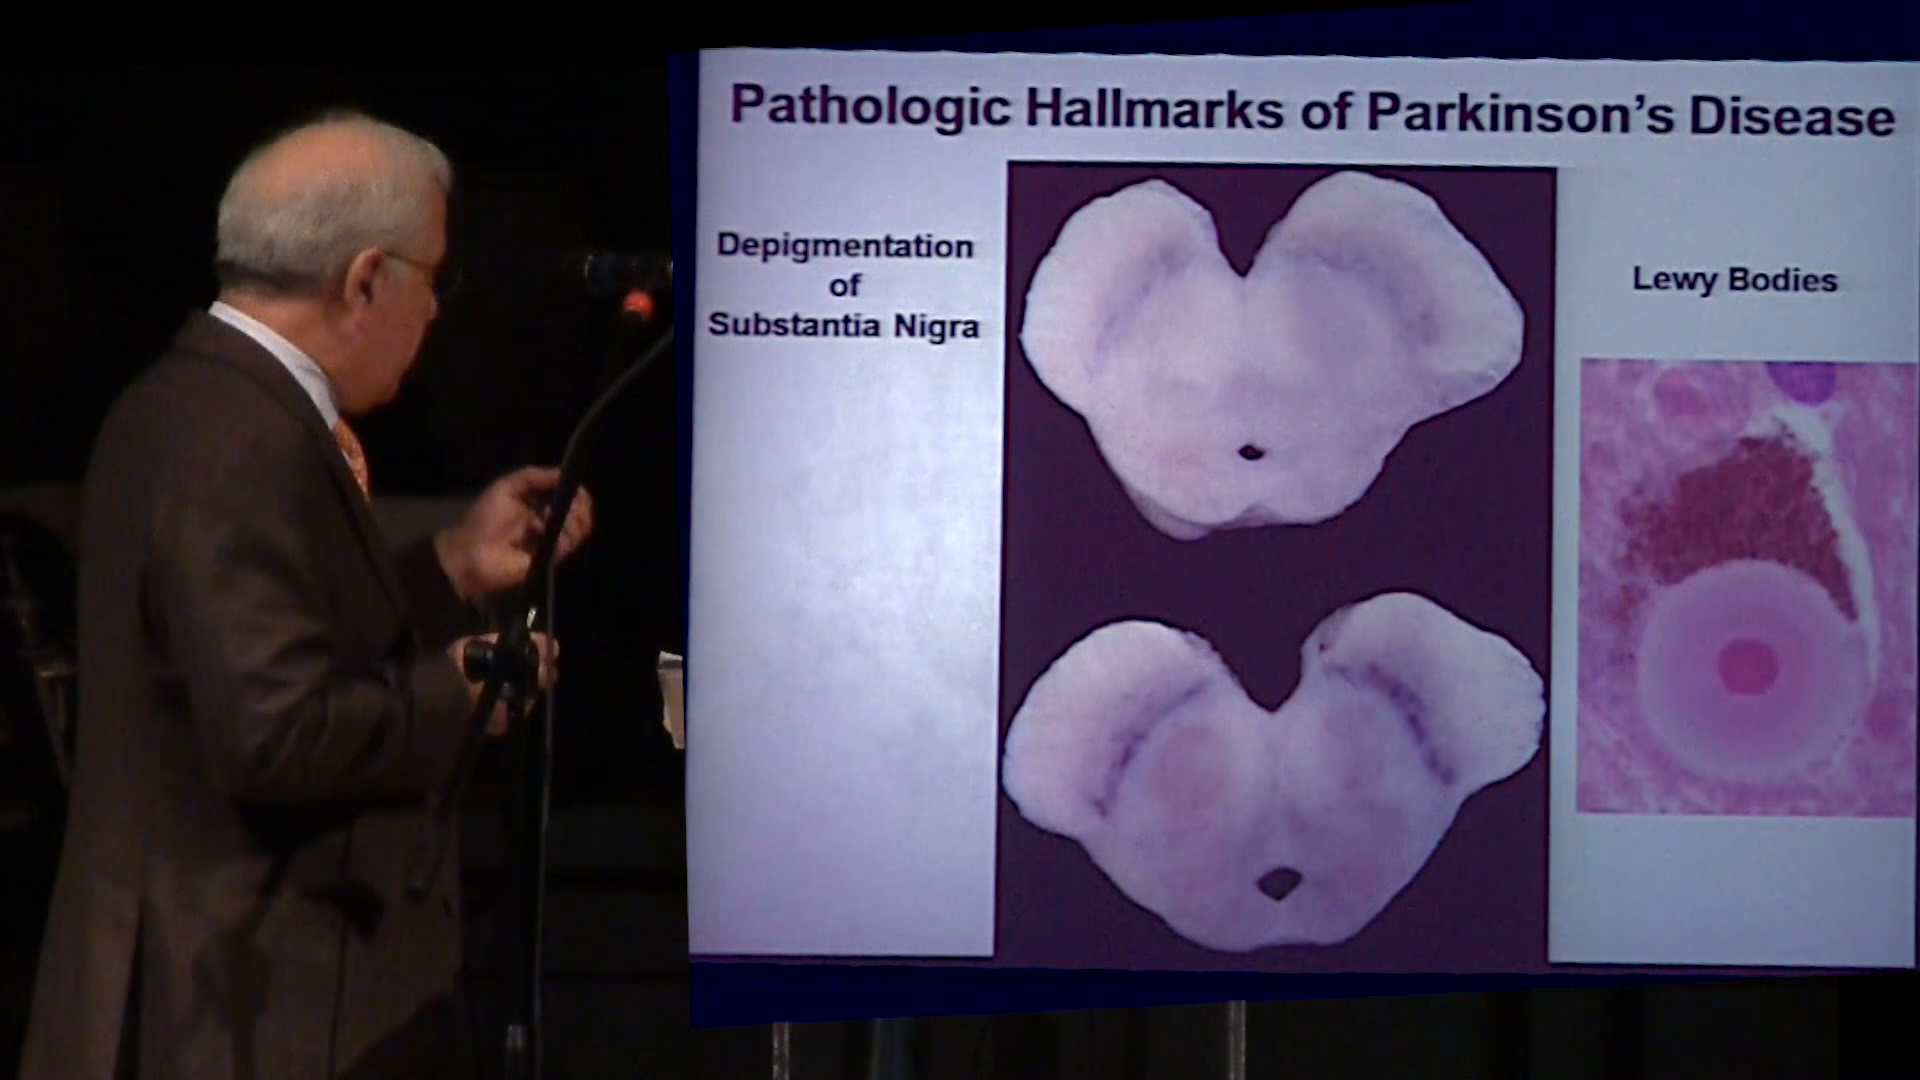 Pathologic Hallmarks of Parkinson's Disease
Depigmentation
of
Substantia Nigra
Lewy Bodies